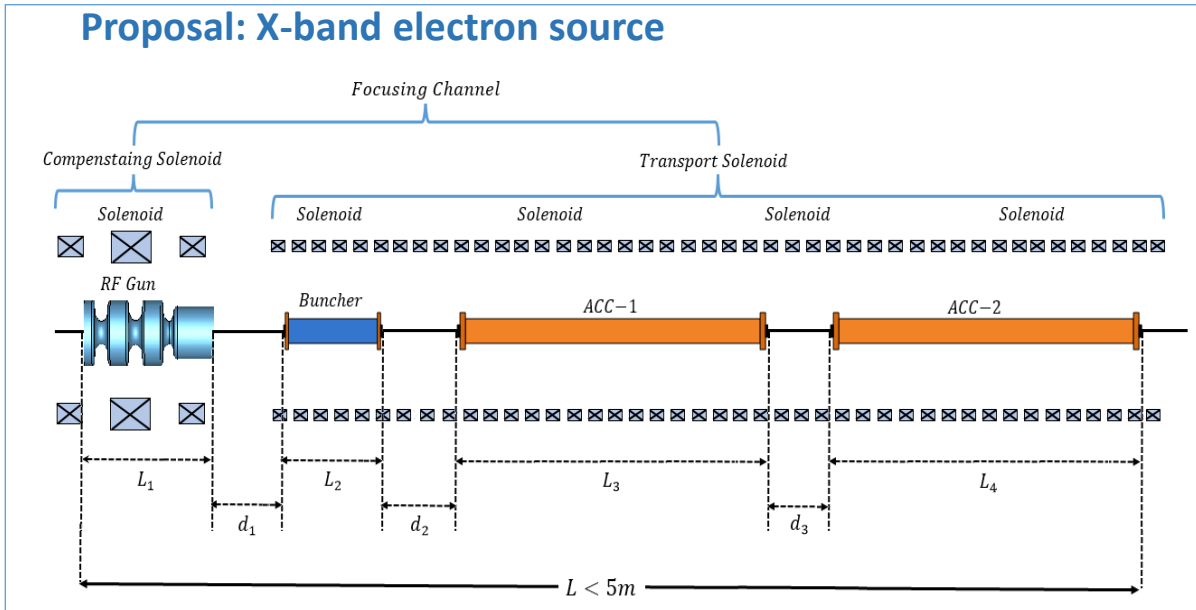 Proposal: X-band electron source
Focusing Channel
Compenstaing Solenoid
Transport Solenoid
Solenoid
Solenoid
Solenoid
Solenoid
Solenoid
RF Gun
Buncher
ACC−1
ACC−2
L₁
L₂
L₃
L₄
d₁
d₂
d₃
L < 5m